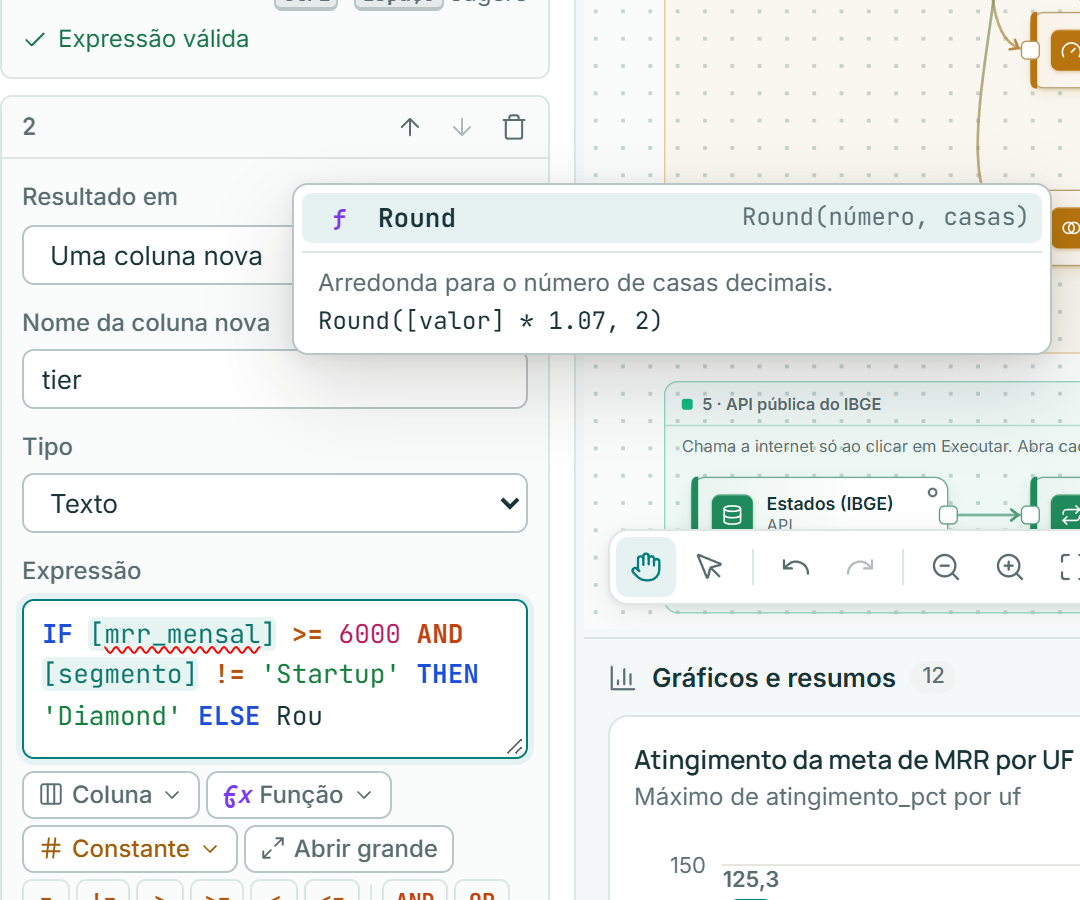 Expressão válida
2
Resultado em
Uma coluna nova
Round
Round(número, casas)
Arredonda para o número de casas decimais.
Round([valor] * 1.07, 2)
Nome da coluna nova
tier
Tipo
Texto
Expressão
IF [mrr_mensal] >= 6000 AND
[segmento] != 'Startup' THEN
'Diamond' ELSE Rou
Coluna
Função
Constante
Abrir grande
AND
OR
5 · API pública do IBGE
Chama a internet só ao clicar em Executar. Abra
Estados (IBGE)
API
Gráficos e resumos 12
Atingimento da meta de MRR por UF
Máximo de atingimento_pct por uf
150
125,3